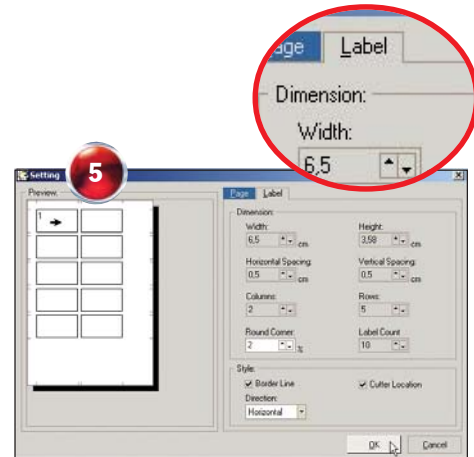 Page Label
Dimension:
Width:
6,5
5
Setting
Preview:
1
Page Label
Dimension:
Width: Height:
6,5 cm 3,58 cm
Horizontal Spacing: Vertical Spacing:
0,5 cm 0,5 cm
Columns: Rows:
2 5
Round Corner: Label Count
2 % 10
Style:
Border Line Cutter Location
Direction:
Horizontal
OK Cancel